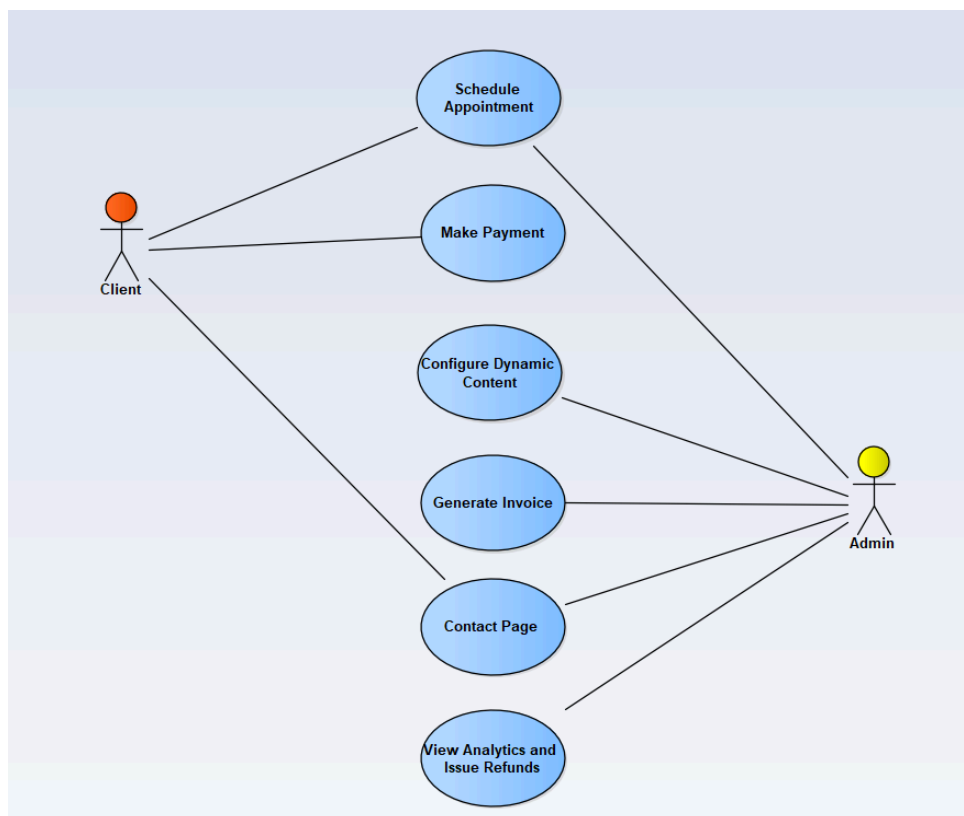 Schedule
Appointment
Make Payment
Client
Configure Dynamic
Content
Generate Invoice
Admin
Contact Page
View Analytics and
Issue Refunds